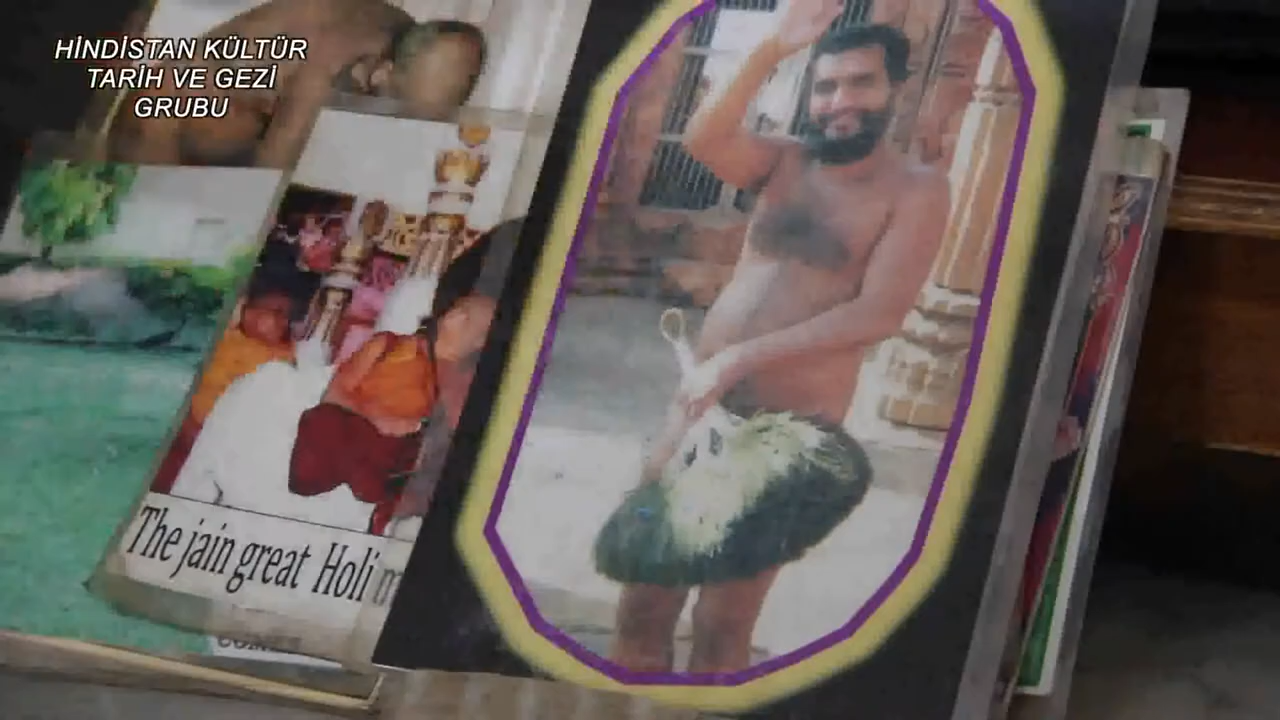 HİNDİSTAN KÜLTÜR
TARİH VE GEZİ
GRUBU
The jain great Holi